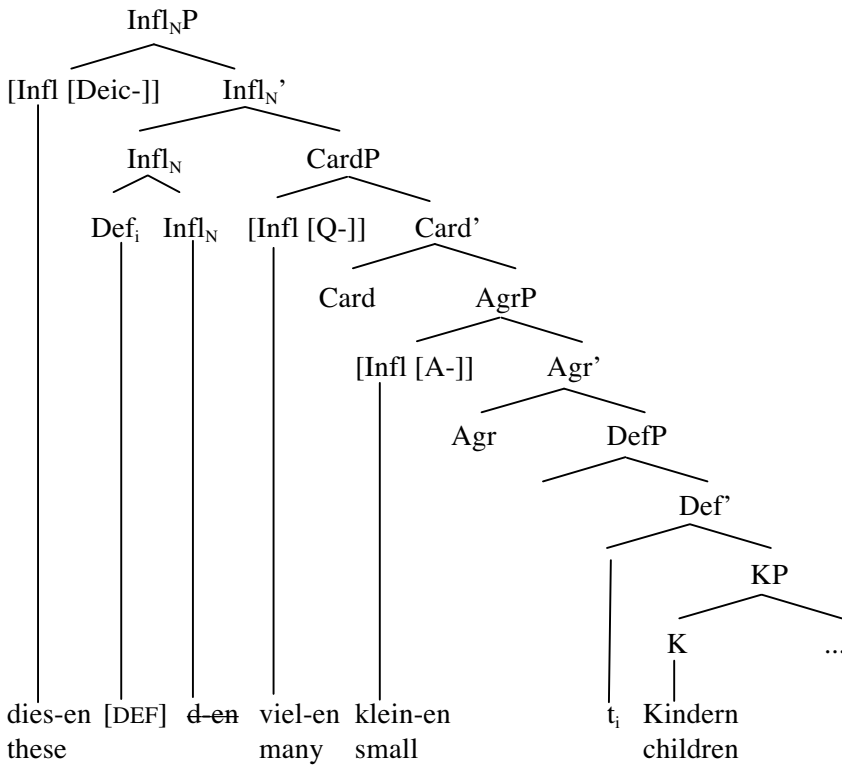 Infl_NP
[Infl [Deic-]] Infl_N’
Infl_N CardP
Def_i Infl_N [Infl [Q-]] Card’
Card AgrP
[Infl [A-]] Agr’
Agr DefP
Def’
KP
K ...
dies-en [DEF] d-en viel-en klein-en t_i Kindern
these many small children